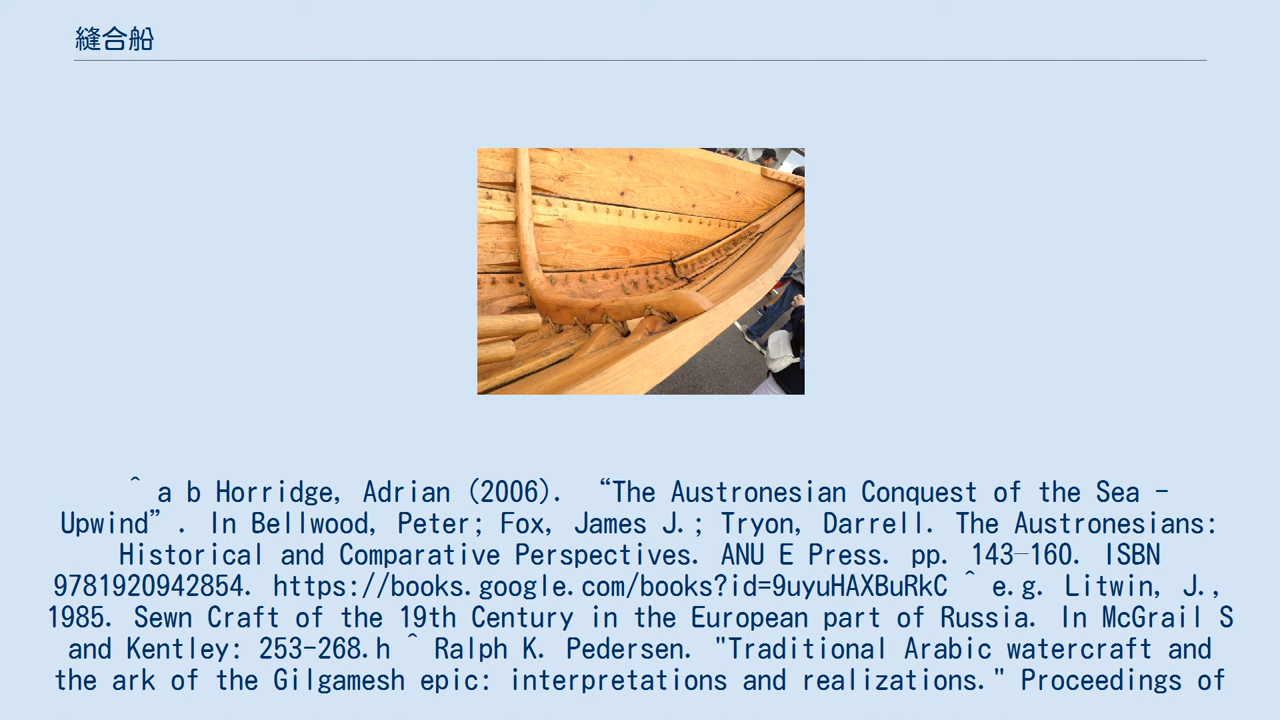 縫合船
^ a b Horridge, Adrian (2006). “The Austronesian Conquest of the Sea -
Upwind”. In Bellwood, Peter; Fox, James J.; Tryon, Darrell. The Austronesians:
Historical and Comparative Perspectives. ANU E Press. pp. 143–160. ISBN
9781920942854. https://books.google.com/books?id=9uyuHAXBuRkC ^ e.g. Litwin, J.,
1985. Sewn Craft of the 19th Century in the European part of Russia. In McGrail S
and Kentley: 253-268.h ^ Ralph K. Pedersen. "Traditional Arabic watercraft and
the ark of the Gilgamesh epic: interpretations and realizations." Proceedings of